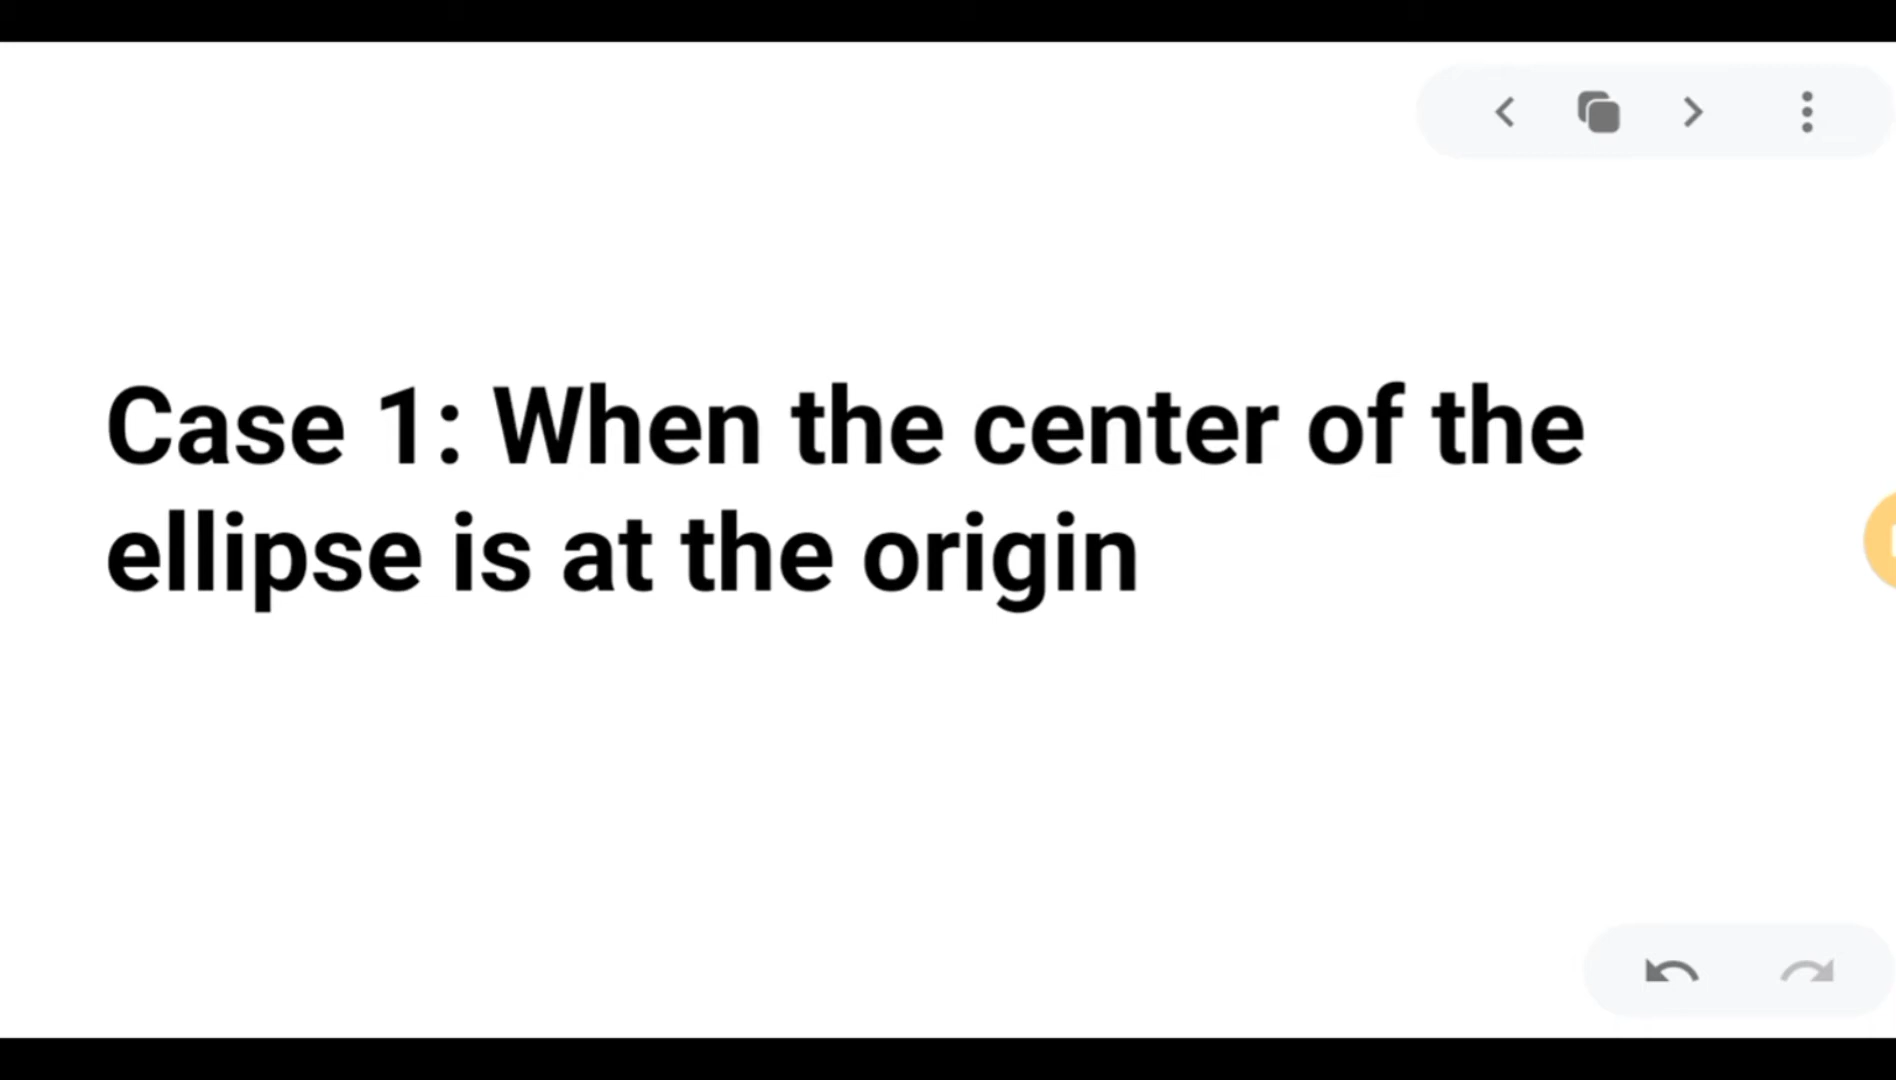 Case 1: When the center of the
ellipse is at the origin